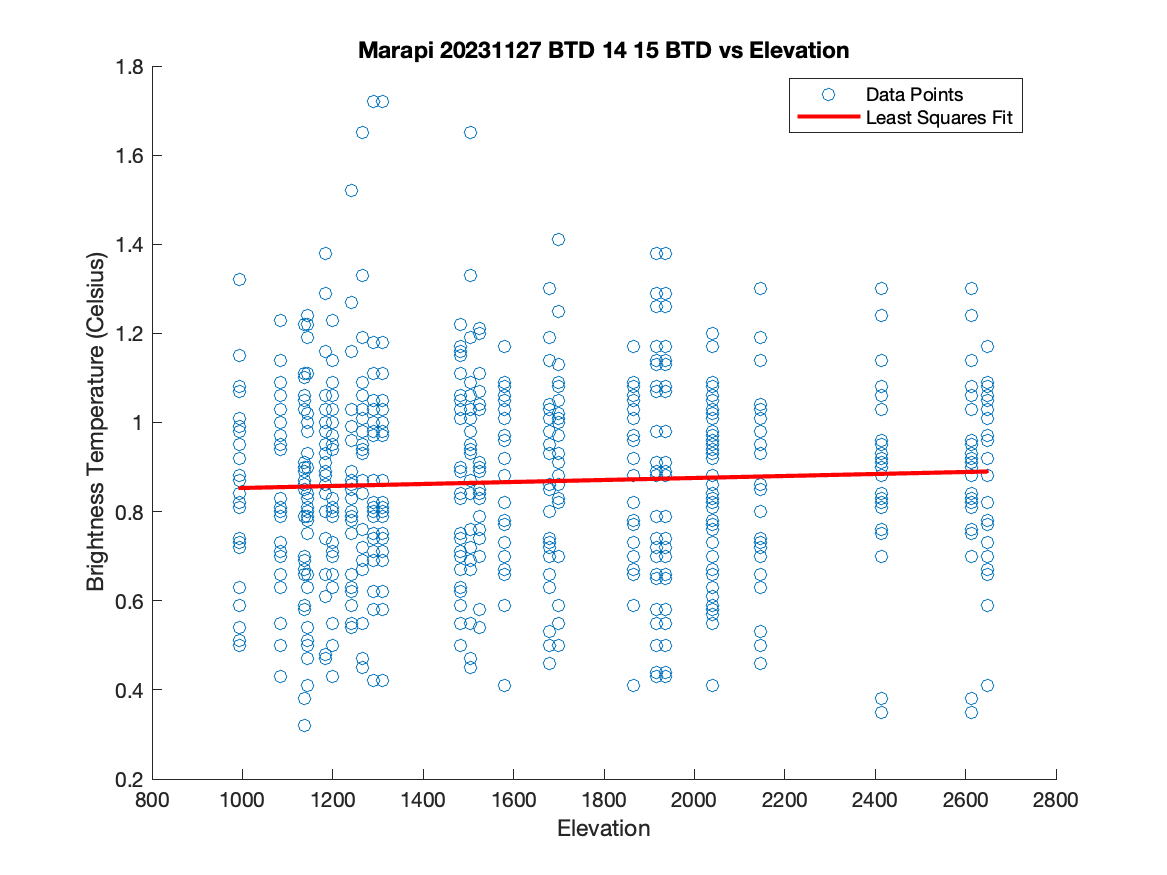 Marapi 20231127 BTD 14 15 BTD vs Elevation
Data Points
Least Squares Fit
Brightness Temperature (Celsius)
1.8
1.6
1.4
1.2
1
0.8
0.6
0.4
0.2
800 1000 1200 1400 1600 1800 2000 2200 2400 2600 2800
Elevation